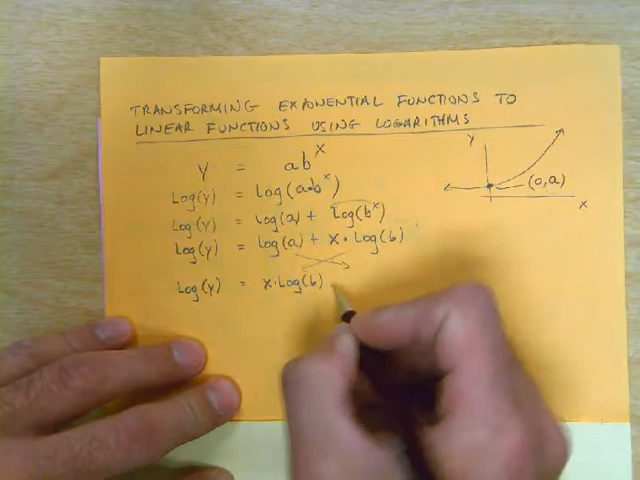 TRANSFORMING EXPONENTIAL FUNCTIONS TO
LINEAR FUNCTIONS USING LOGARITHMS
y = ab^x
Log(y) = Log(a•b^x)
Log(y) = Log(a) + Log(b^x)
Log(y) = Log(a) + x • Log(b)
Log(y) = x•Log(b)
y
(0,a)
x